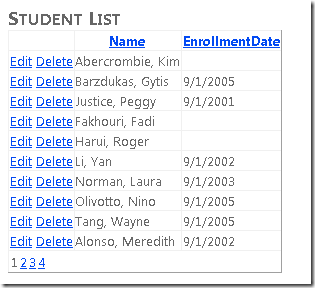 Student List
Name EnrollmentDate
Edit Delete Abercrombie, Kim
Edit Delete Barzdukas, Gytis 9/1/2005
Edit Delete Justice, Peggy 9/1/2001
Edit Delete Fakhouri, Fadi
Edit Delete Harui, Roger
Edit Delete Li, Yan 9/1/2002
Edit Delete Norman, Laura 9/1/2003
Edit Delete Olivotto, Nino 9/1/2005
Edit Delete Tang, Wayne 9/1/2005
Edit Delete Alonso, Meredith 9/1/2002
1 2 3 4